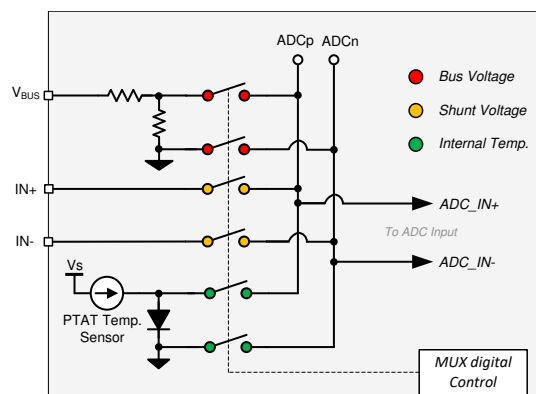 ADCp ADCn
VBUS
Bus Voltage
Shunt Voltage
Internal Temp.
IN+
ADC_IN+
To ADC Input
IN-
ADC_IN-
Vs
PTAT Temp.
Sensor
MUX digital
Control